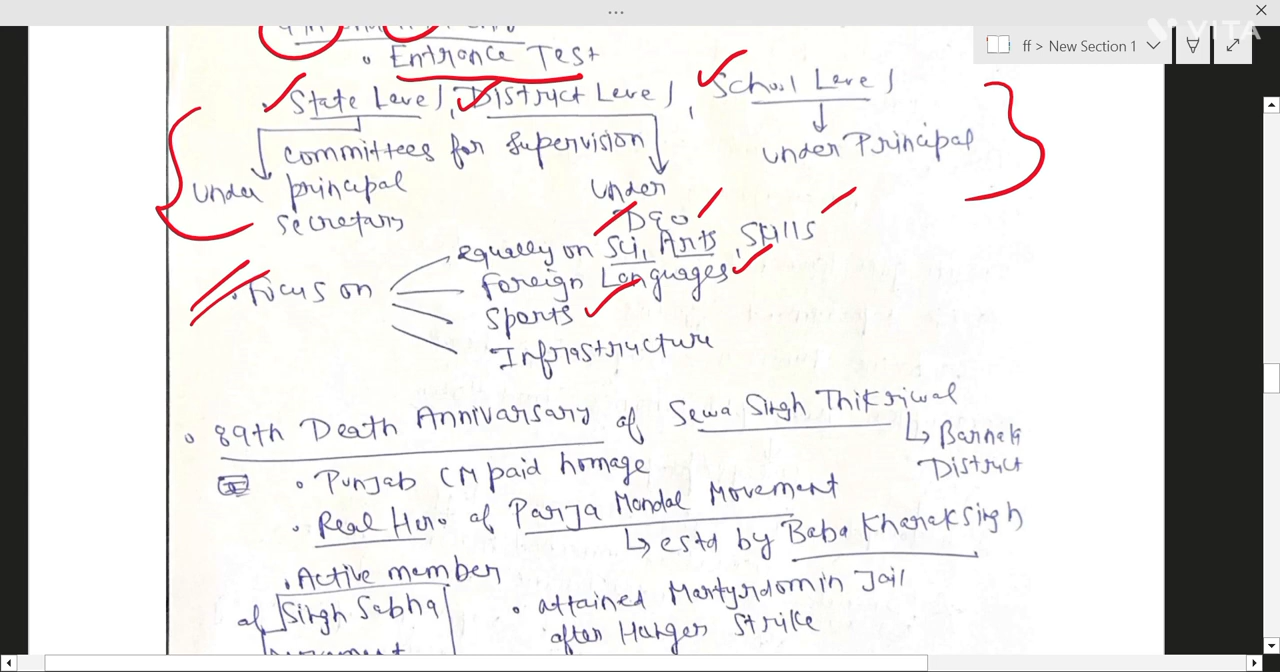 VITA
ff > New Section 1
• Entrance Test
• State Level, District Level, School Level
committees for Supervision
under Principal
under principal
secretary
under
DEO
• Focus on
equally on Sci, Arts, Skills
Foreign Languages
Sports
Infrastructure
• 89th Death Annivarsary of Sewa Singh Thikriwal
↳ Barnala
District
• Punjab CM paid homage
• Real Hero of Parja Mandal Movement
↳ estd by Baba Kharak Singh
• Active member
of Singh Sabha
• attained Martyrdom in Jail
after Hunger Strike